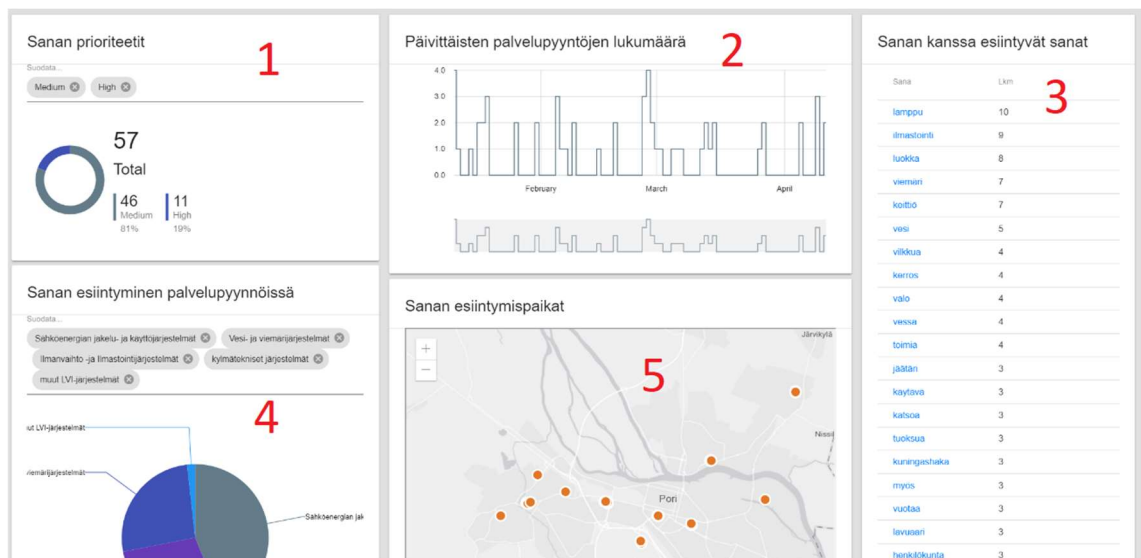 Sanan prioriteetit
1
Suodata...
Medium
High
57
Total
46
Medium
81%
11
High
19%
Päivittäisten palvelupyyntöjen lukumäärä
2
4.0
3.0
2.0
1.0
0.0
February
March
April
Sanan kanssa esiintyvät sanat
3
Sana Lkm
lamppu 10
ilmastointi 9
luokka 8
viemäri 7
keittiö 7
vesi 5
vilkkua 4
kerros 4
valo 4
vessa 4
toimia 4
jäätän 3
kaytava 3
katsoa 3
tuoksua 3
kuningashaka 3
myös 3
vuotaa 3
lavuaari 3
henkilökunta 3
Sanan esiintyminen palvelupyynnöissä
Suodata...
Sähköenergian jakelu- ja käyttöjärjestelmät
Vesi- ja viemärijärjestelmät
Ilmanvaihto -ja Ilmastointijärjestelmät
kylmätekniset järjestelmät
muut LVI-järjestelmät
4
ut LVI-järjestelmät
viemärijärjestelmät
Sähköenergian jak
Sanan esiintymispaikat
+
−
5
Järvikylä
Pori